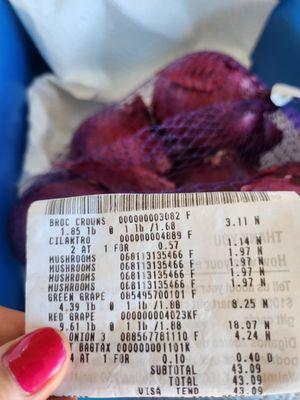 BROC CROWNS 000000003082 F 3.11 N
1.85 lb @ 1 lb /1.68
CILANTRO 000000004889 F
2 AT 1 FOR 0.57 1.14 N
MUSHROOMS 068113135466 F 1.97 N
MUSHROOMS 068113135466 F 1.97 N
MUSHROOMS 068113135466 F 1.97 N
MUSHROOMS 068113135466 F 1.97 N
GREEN GRAPE F
4.39 lb @ 1 lb /1.88 8.25 N
RED GRAPE 000000004023KF
9.61 lb @ 1 lb /1.88 18.07 N
ONION 3 088567781110 F 4.24 N
BAGTAX 000000001101K
4 AT 1 FOR 0.10 0.40 O
SUBTOTAL 43.09
TOTAL 43.09
VISA TEND 43.09